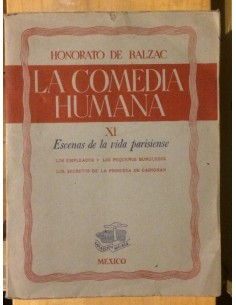 HONORATO DE BALZAC
LA COMEDIA
HUMANA
XI
Escenas de la vida parisiense
LOS EMPLEADOS • LOS PEQUEÑOS BURGUESES
LOS SECRETOS DE LA PRINCESA DE CADIGNAN
MEXICO